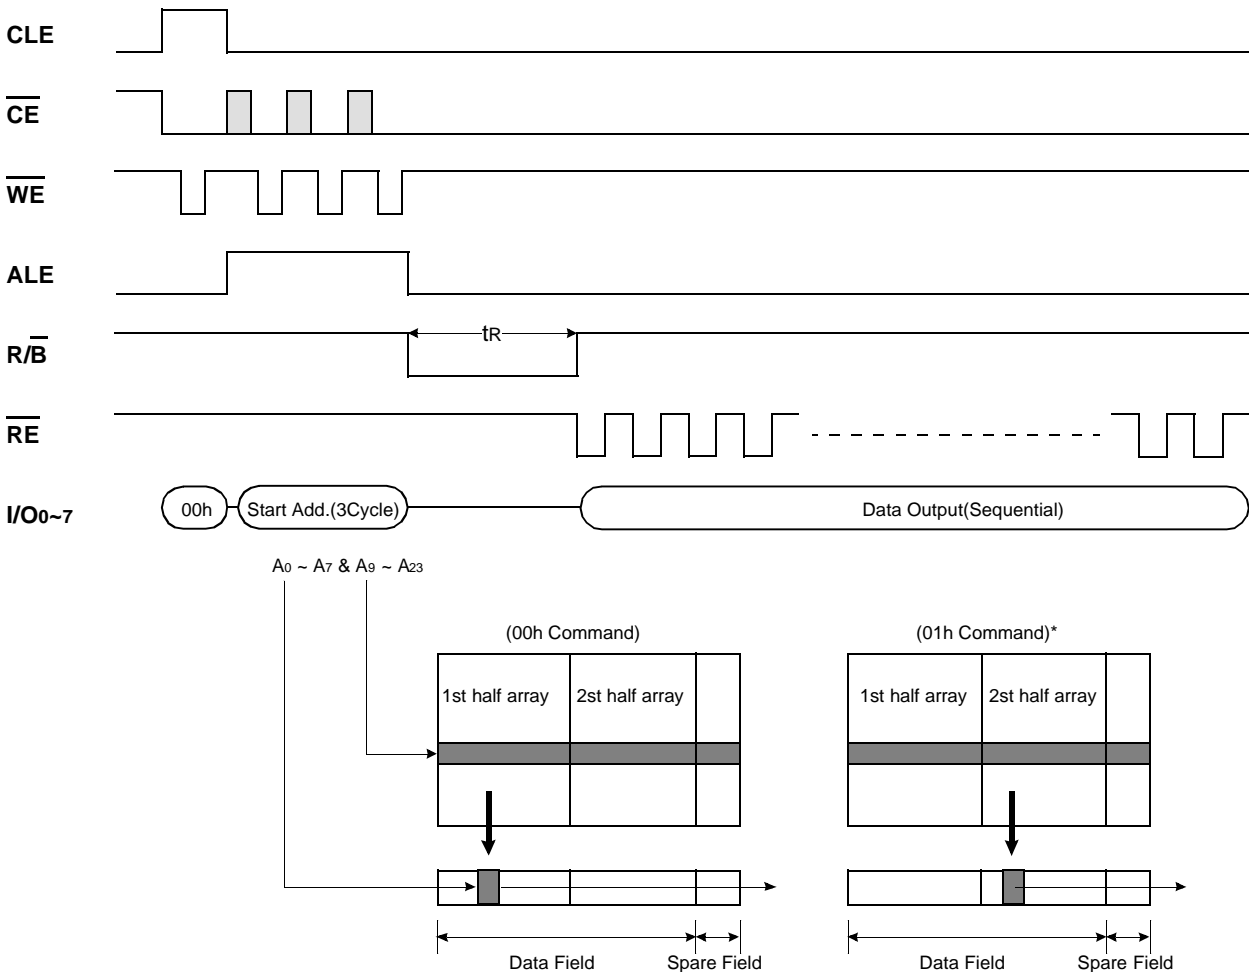 CLE
CE
WE
ALE
R/B
tR
RE
I/O0~7
00h
Start Add.(3Cycle)
Data Output(Sequential)
A0 ~ A7 & A9 ~ A23
(00h Command)
(01h Command)*
1st half array
2st half array
1st half array
2st half array
Data Field
Spare Field
Data Field
Spare Field